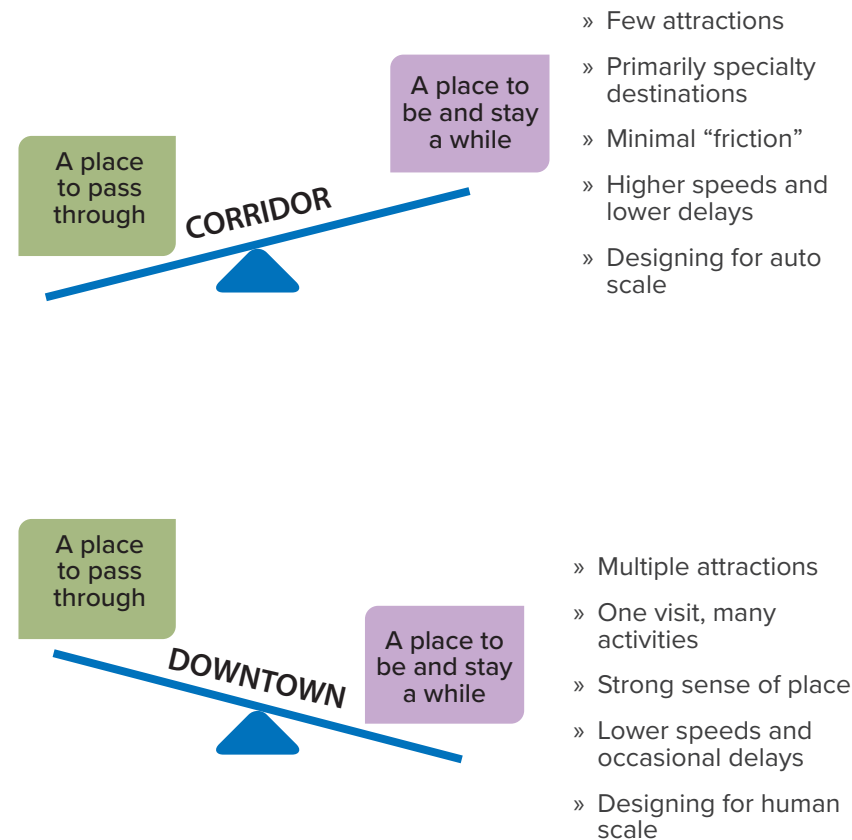 A place
to pass
through
CORRIDOR
A place to
be and stay
a while
» Few attractions
» Primarily specialty
destinations
» Minimal “friction”
» Higher speeds and
lower delays
» Designing for auto
scale
A place
to pass
through
DOWNTOWN
A place to
be and stay
a while
» Multiple attractions
» One visit, many
activities
» Strong sense of place
» Lower speeds and
occasional delays
» Designing for human
scale